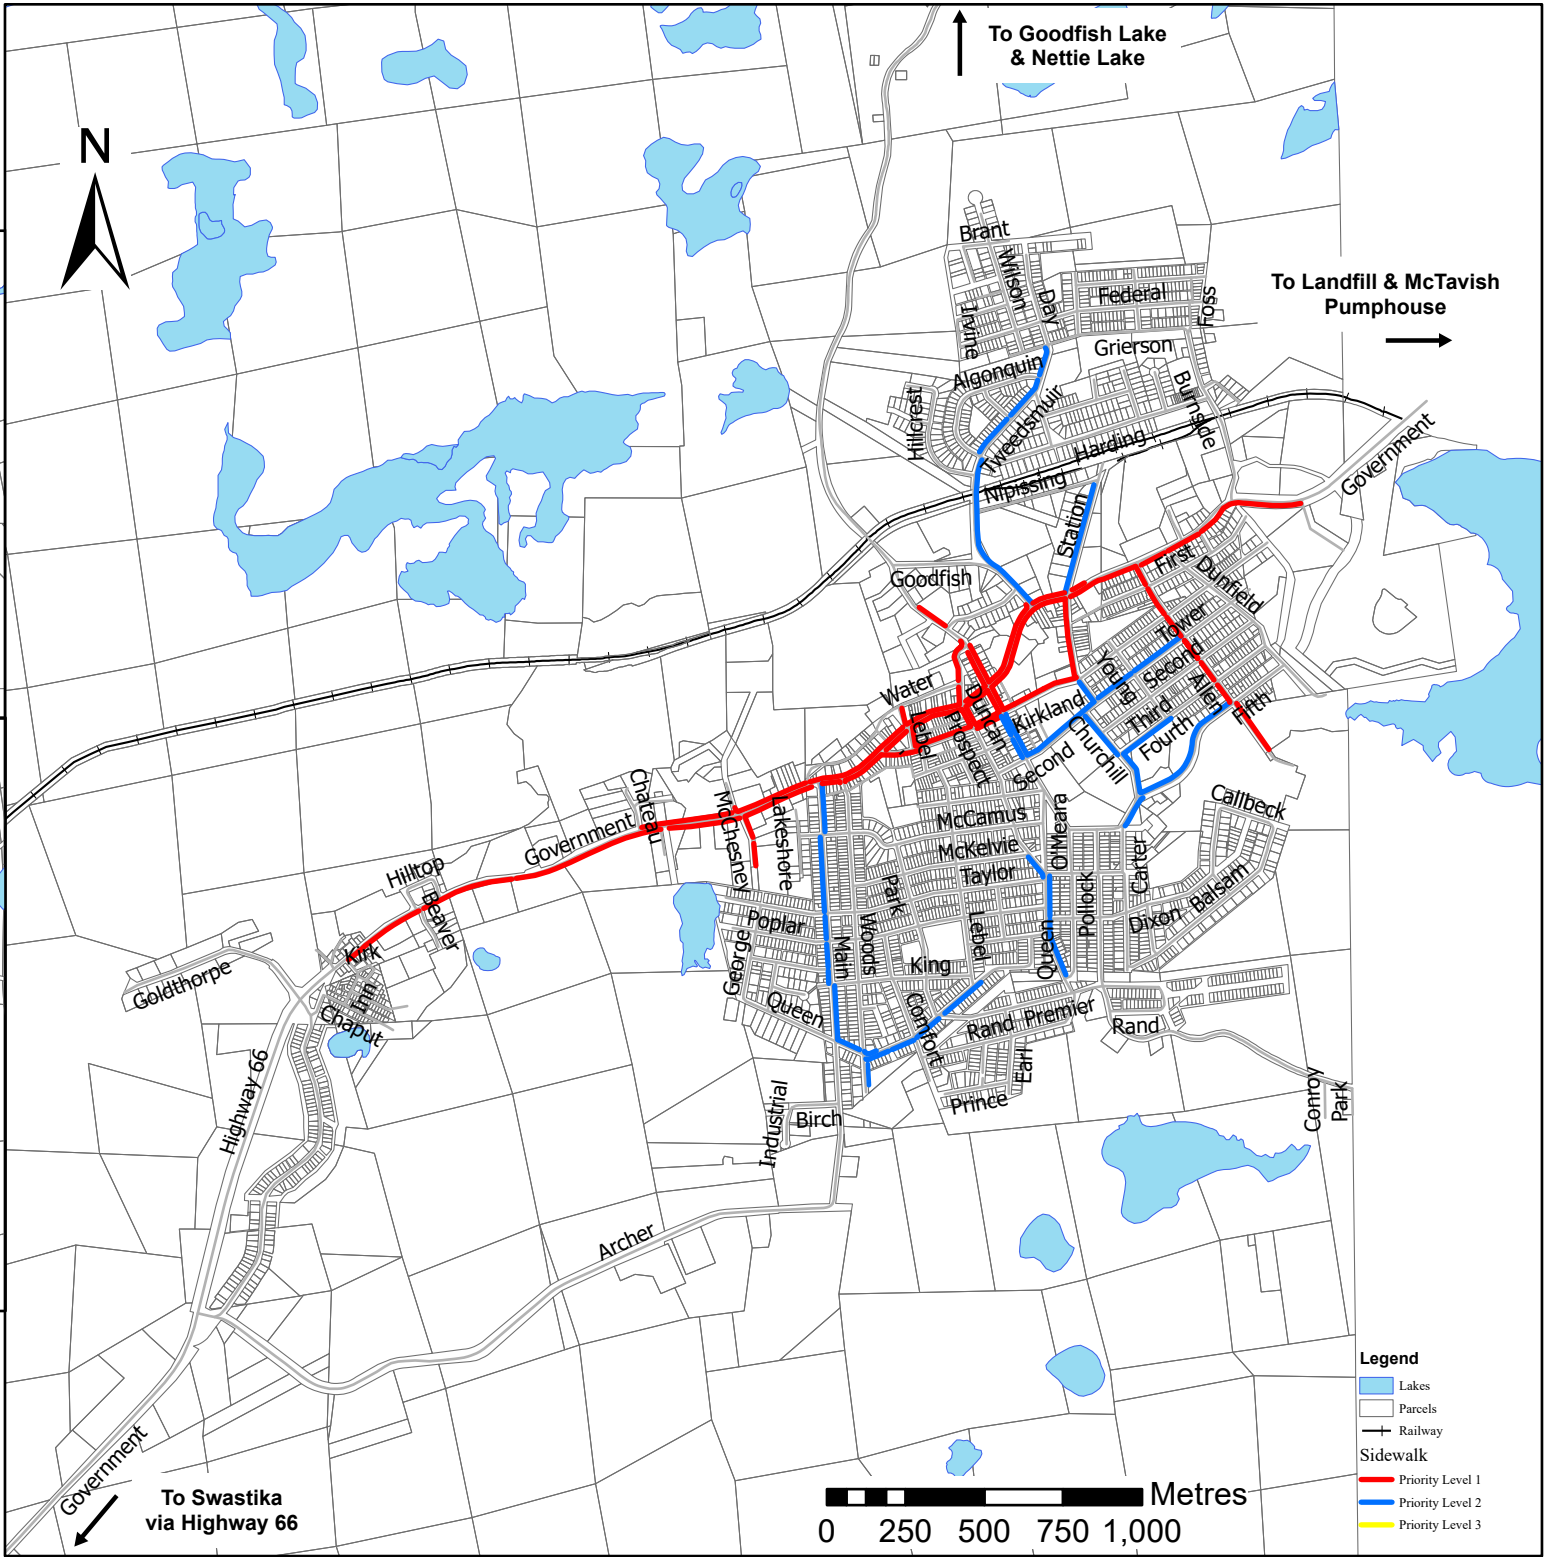 To Goodfish Lake
& Nettie Lake
N
To Landfill & McTavish
Pumphouse
Brant
Wilson
Day
Federal
Foss
Irvine
Grierson
Algonquin
Hillcrest
Tweedsmuir
Burnside
Harding
Nipissing
Government
Station
First
Goodfish
Dunfield
Tower
Second
Young
Allen
Water
Duncan
Kirkland
Third
Fifth
Lebel
Prospect
Churchill
Fourth
Second
Chateau
McChesney
Lakeshore
Callbeck
Government
McCamus
O'Meara
McKelvie
Carter
Hilltop
Taylor
Park
Pollock
Balsam
Beaver
Poplar
Dixon
Woods
Lebel
Main
Queen
Kirk
George
King
Goldthorpe
Inn
Queen
Comfort
Rand
Premier
Rand
Chaput
Earl
Highway 66
Conroy
Park
Industrial
Birch
Prince
Archer
Government
To Swastika
via Highway 66
Legend
Lakes
Parcels
Railway
Sidewalk
Priority Level 1
Priority Level 2
Priority Level 3
Metres
0 250 500 750 1,000